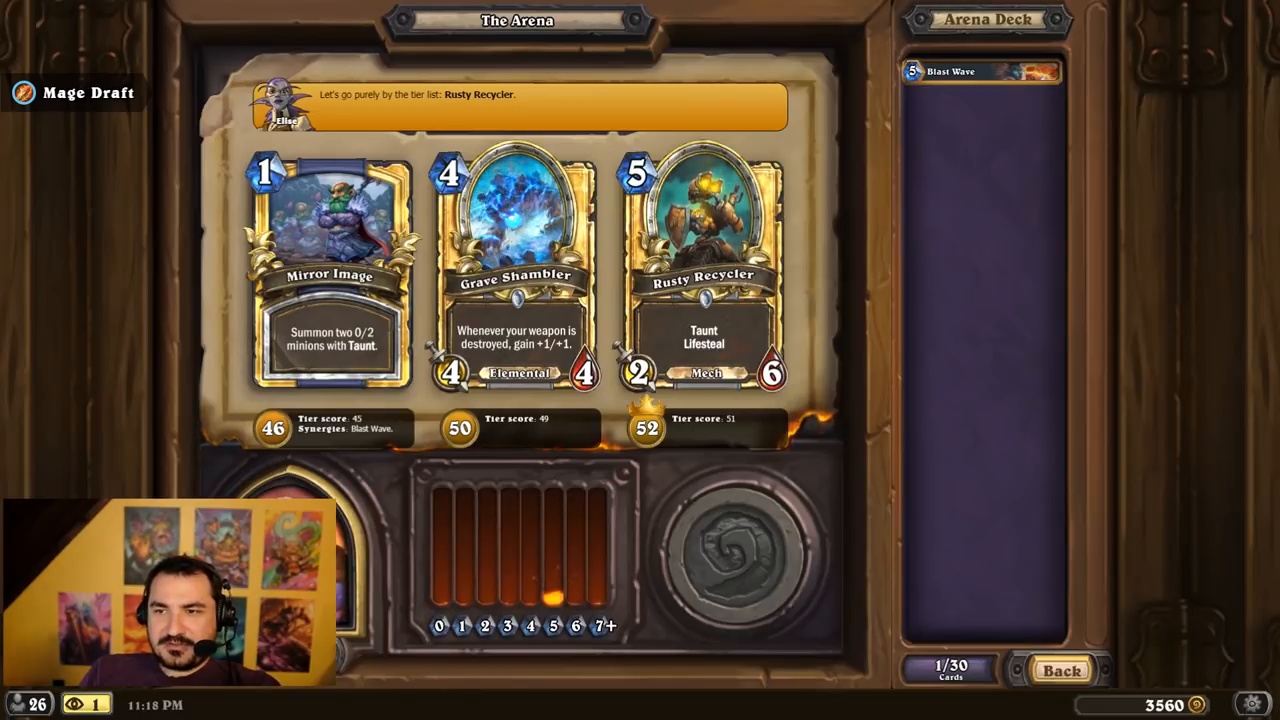 The Arena
Arena Deck
Mage Draft
5 Blast Wave
Let's go purely by the tier list: Rusty Recycler.
Elise
1
4
5
Mirror Image
Grave Shambler
Rusty Recycler
Summon two 0/2
minions with Taunt.
Whenever your weapon is
destroyed, gain +1/+1.
Taunt
Lifesteal
4 Elemental 4
2 Mech 6
46
Tier score: 45
Synergies: Blast Wave.
50
Tier score: 49
52
Tier score: 51
0 1 2 3 4 5 6 7+
1/30
Cards
Back
26
1
11:18 PM
3560